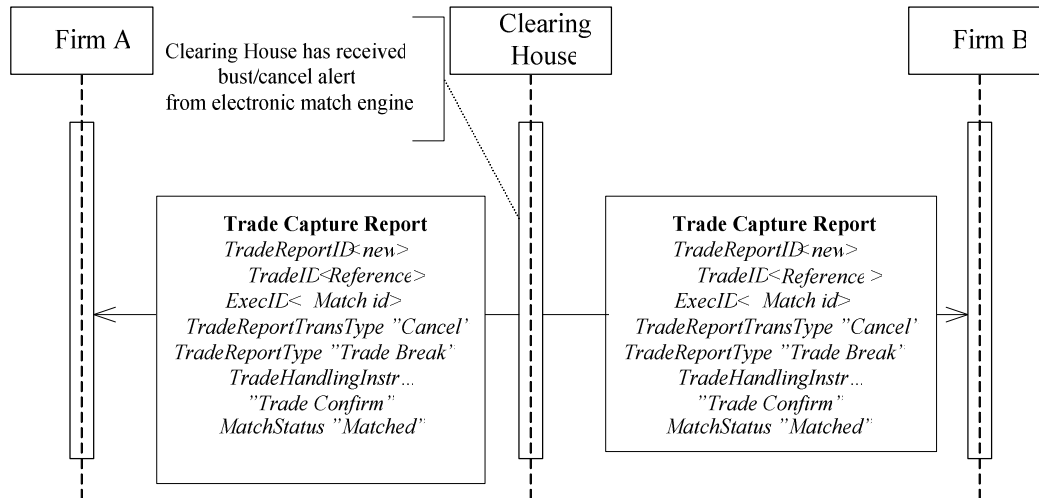 Firm A
Clearing House has received
bust/cancel alert
from electronic match engine
Clearing
House
Firm B
Trade Capture Report
TradeReportID<new>
TradeID<Reference>
ExecID< Match id>
TradeReportTransType "Cancel'
TradeReportType "Trade Break"
TradeHandlingInstr...
"Trade Confirm"
MatchStatus "Matched"
Trade Capture Report
TradeReportID<new>
TradeID<Reference >
ExecID< Match id>
TradeReportTransType "Cancel'
TradeReportType "Trade Break"
TradeHandlingInstr...
"Trade Confirm"
MatchStatus "Matched"